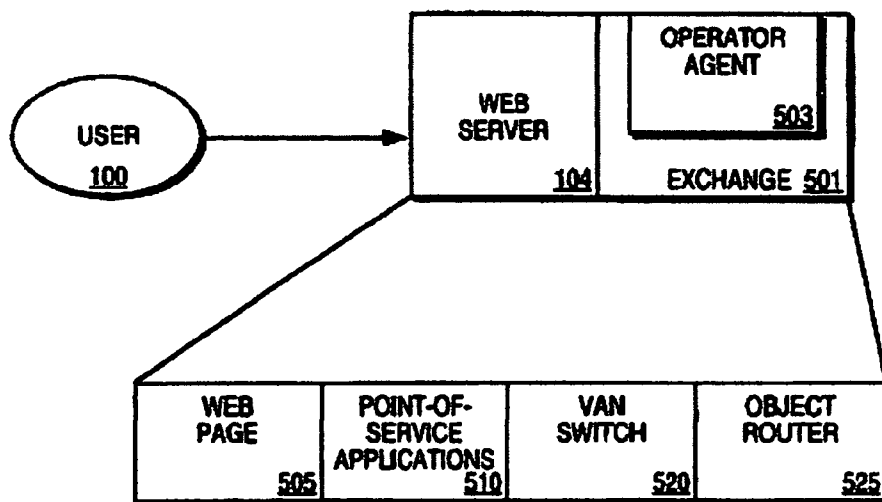 USER
100
WEB
SERVER
104
OPERATOR
AGENT
503
EXCHANGE 501
WEB
PAGE
505
POINT-OF-
SERVICE
APPLICATIONS
510
VAN
SWITCH
520
OBJECT
ROUTER
525